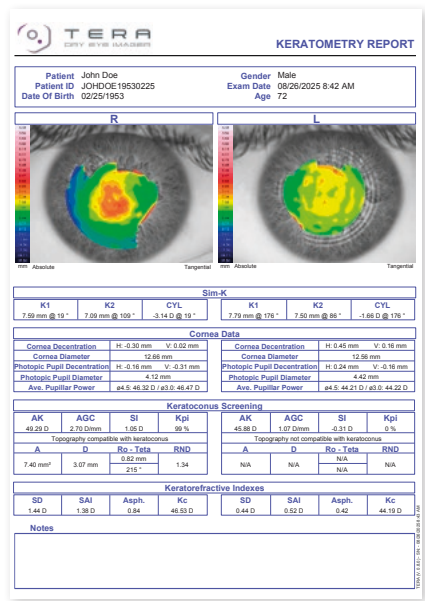 TERA
DRY EYE IMAGER
KERATOMETRY REPORT
Patient John Doe Gender Male
Patient ID JOHDOE19530225 Exam Date 08/26/2025 8:42 AM
Date Of Birth 02/25/1953 Age 72
R L
mm Absolute Tangential mm Absolute Tangential
Sim-K
K1 K2 CYL K1 K2 CYL
7.59 mm @ 19 ° 7.09 mm @ 109 ° -3.14 D @ 19 ° 7.79 mm @ 176 ° 7.50 mm @ 86 ° -1.66 D @ 176 °
Cornea Data
Cornea Decentration H: -0.30 mm V: 0.02 mm Cornea Decentration H: 0.45 mm V: 0.16 mm
Cornea Diameter 12.66 mm Cornea Diameter 12.56 mm
Photopic Pupil Decentration H: -0.16 mm V: -0.31 mm Photopic Pupil Decentration H: 0.24 mm V: -0.16 mm
Photopic Pupil Diameter 4.12 mm Photopic Pupil Diameter 4.42 mm
Ave. Pupillar Power ø4.5: 46.32 D / ø3.0: 46.47 D Ave. Pupillar Power ø4.5: 44.21 D / ø3.0: 44.22 D
Keratoconus Screening
AK AGC SI Kpi AK AGC SI Kpi
49.29 D 2.70 D/mm 1.05 D 99 % 45.88 D 1.07 D/mm -0.31 D 0 %
Topography compatible with keratoconus Topography not compatible with keratoconus
A D Ro - Teta RND A D Ro - Teta RND
7.40 mm² 3.07 mm 0.82 mm 1.34 N/A N/A N/A N/A
215 ° N/A
Keratorefractive Indexes
SD SAI Asph. Kc SD SAI Asph. Kc
1.44 D 1.38 D 0.84 46.53 D 0.44 D 0.52 D 0.42 44.19 D
Notes